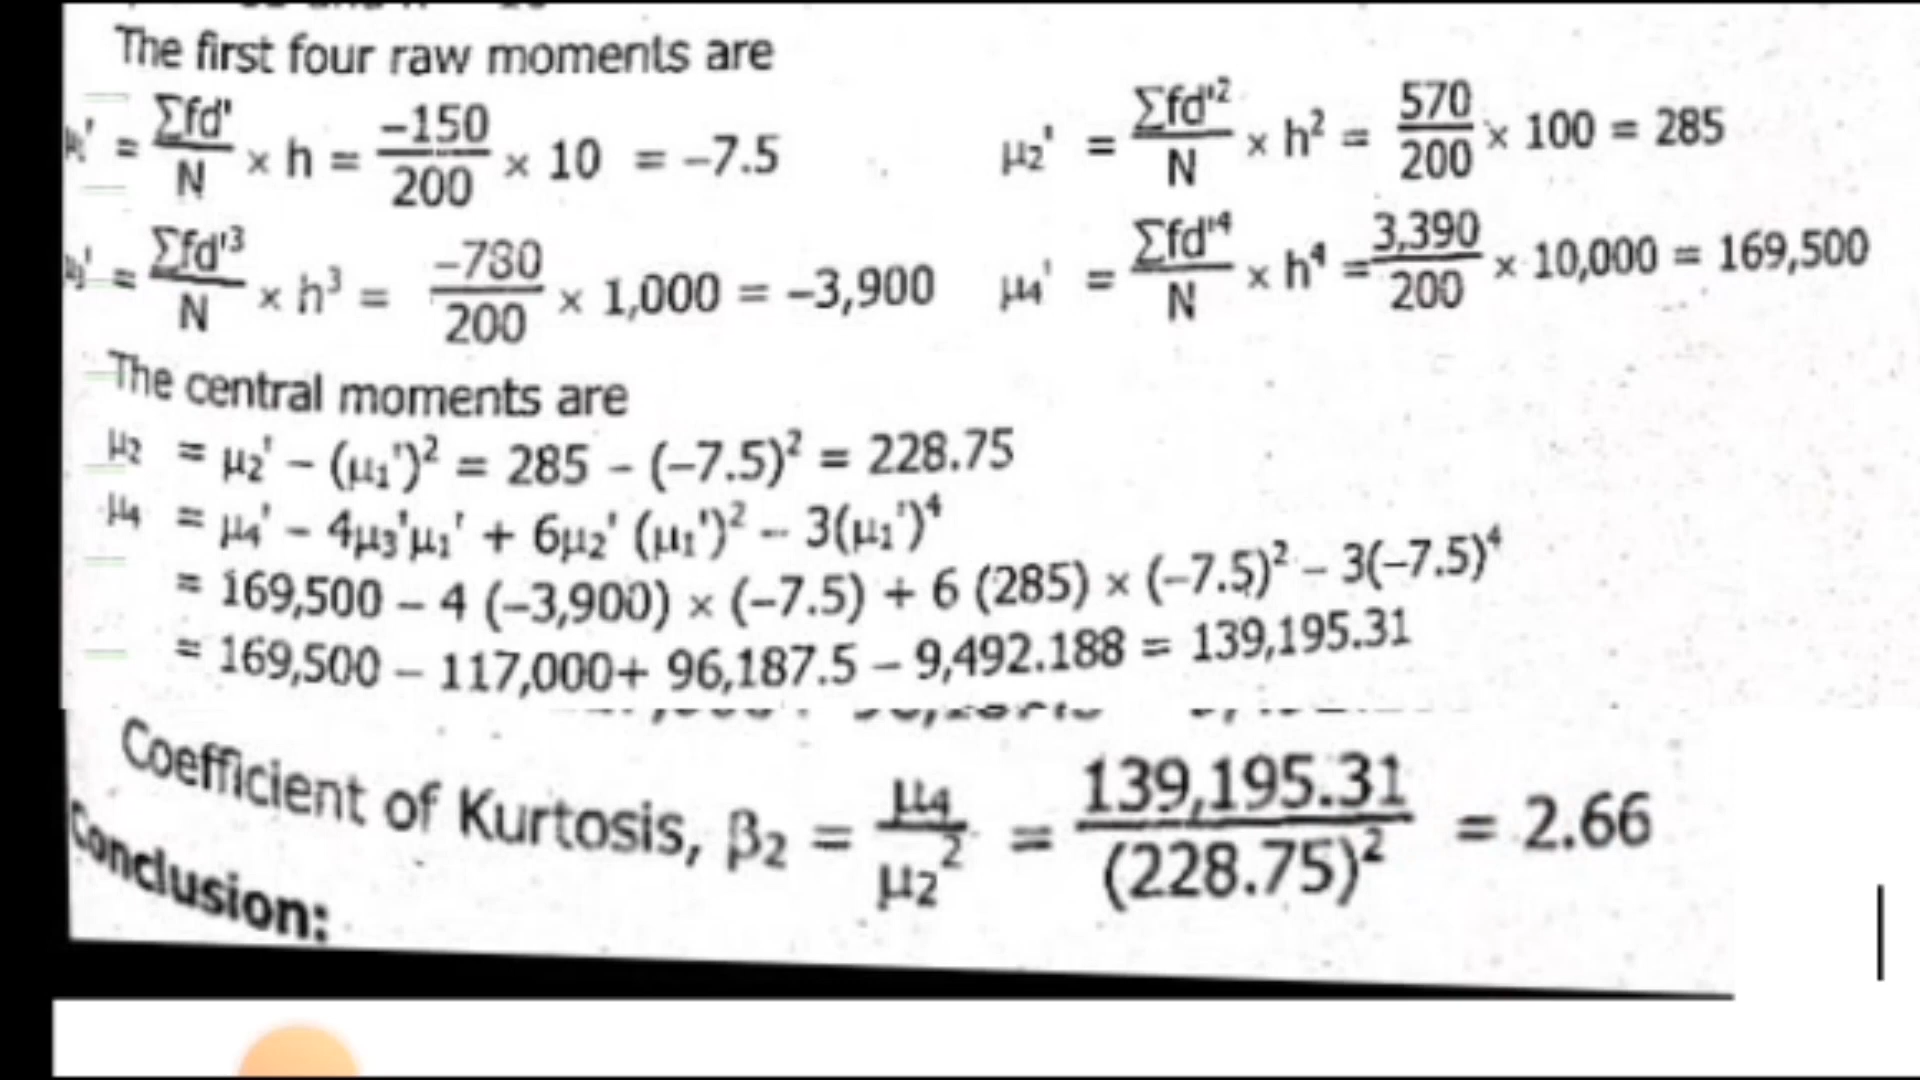 The first four raw moments are
μ₁' = Σfd'/N × h = −150/200 × 10 = −7.5
μ₂' = Σfd'²/N × h² = 570/200 × 100 = 285
μ₃' = Σfd'³/N × h³ = −780/200 × 1,000 = −3,900
μ₄' = Σfd'⁴/N × h⁴ = 3,390/200 × 10,000 = 169,500
The central moments are
μ₂ = μ₂' − (μ₁')² = 285 − (−7.5)² = 228.75
μ₄ = μ₄' − 4μ₃'μ₁' + 6μ₂' (μ₁')² − 3(μ₁')⁴
= 169,500 − 4 (−3,900) × (−7.5) + 6 (285) × (−7.5)² − 3(−7.5)⁴
= 169,500 − 117,000+ 96,187.5 − 9,492.188 = 139,195.31
Coefficient of Kurtosis, β₂ = μ₄/μ₂² = 139,195.31/(228.75)² = 2.66
Conclusion: